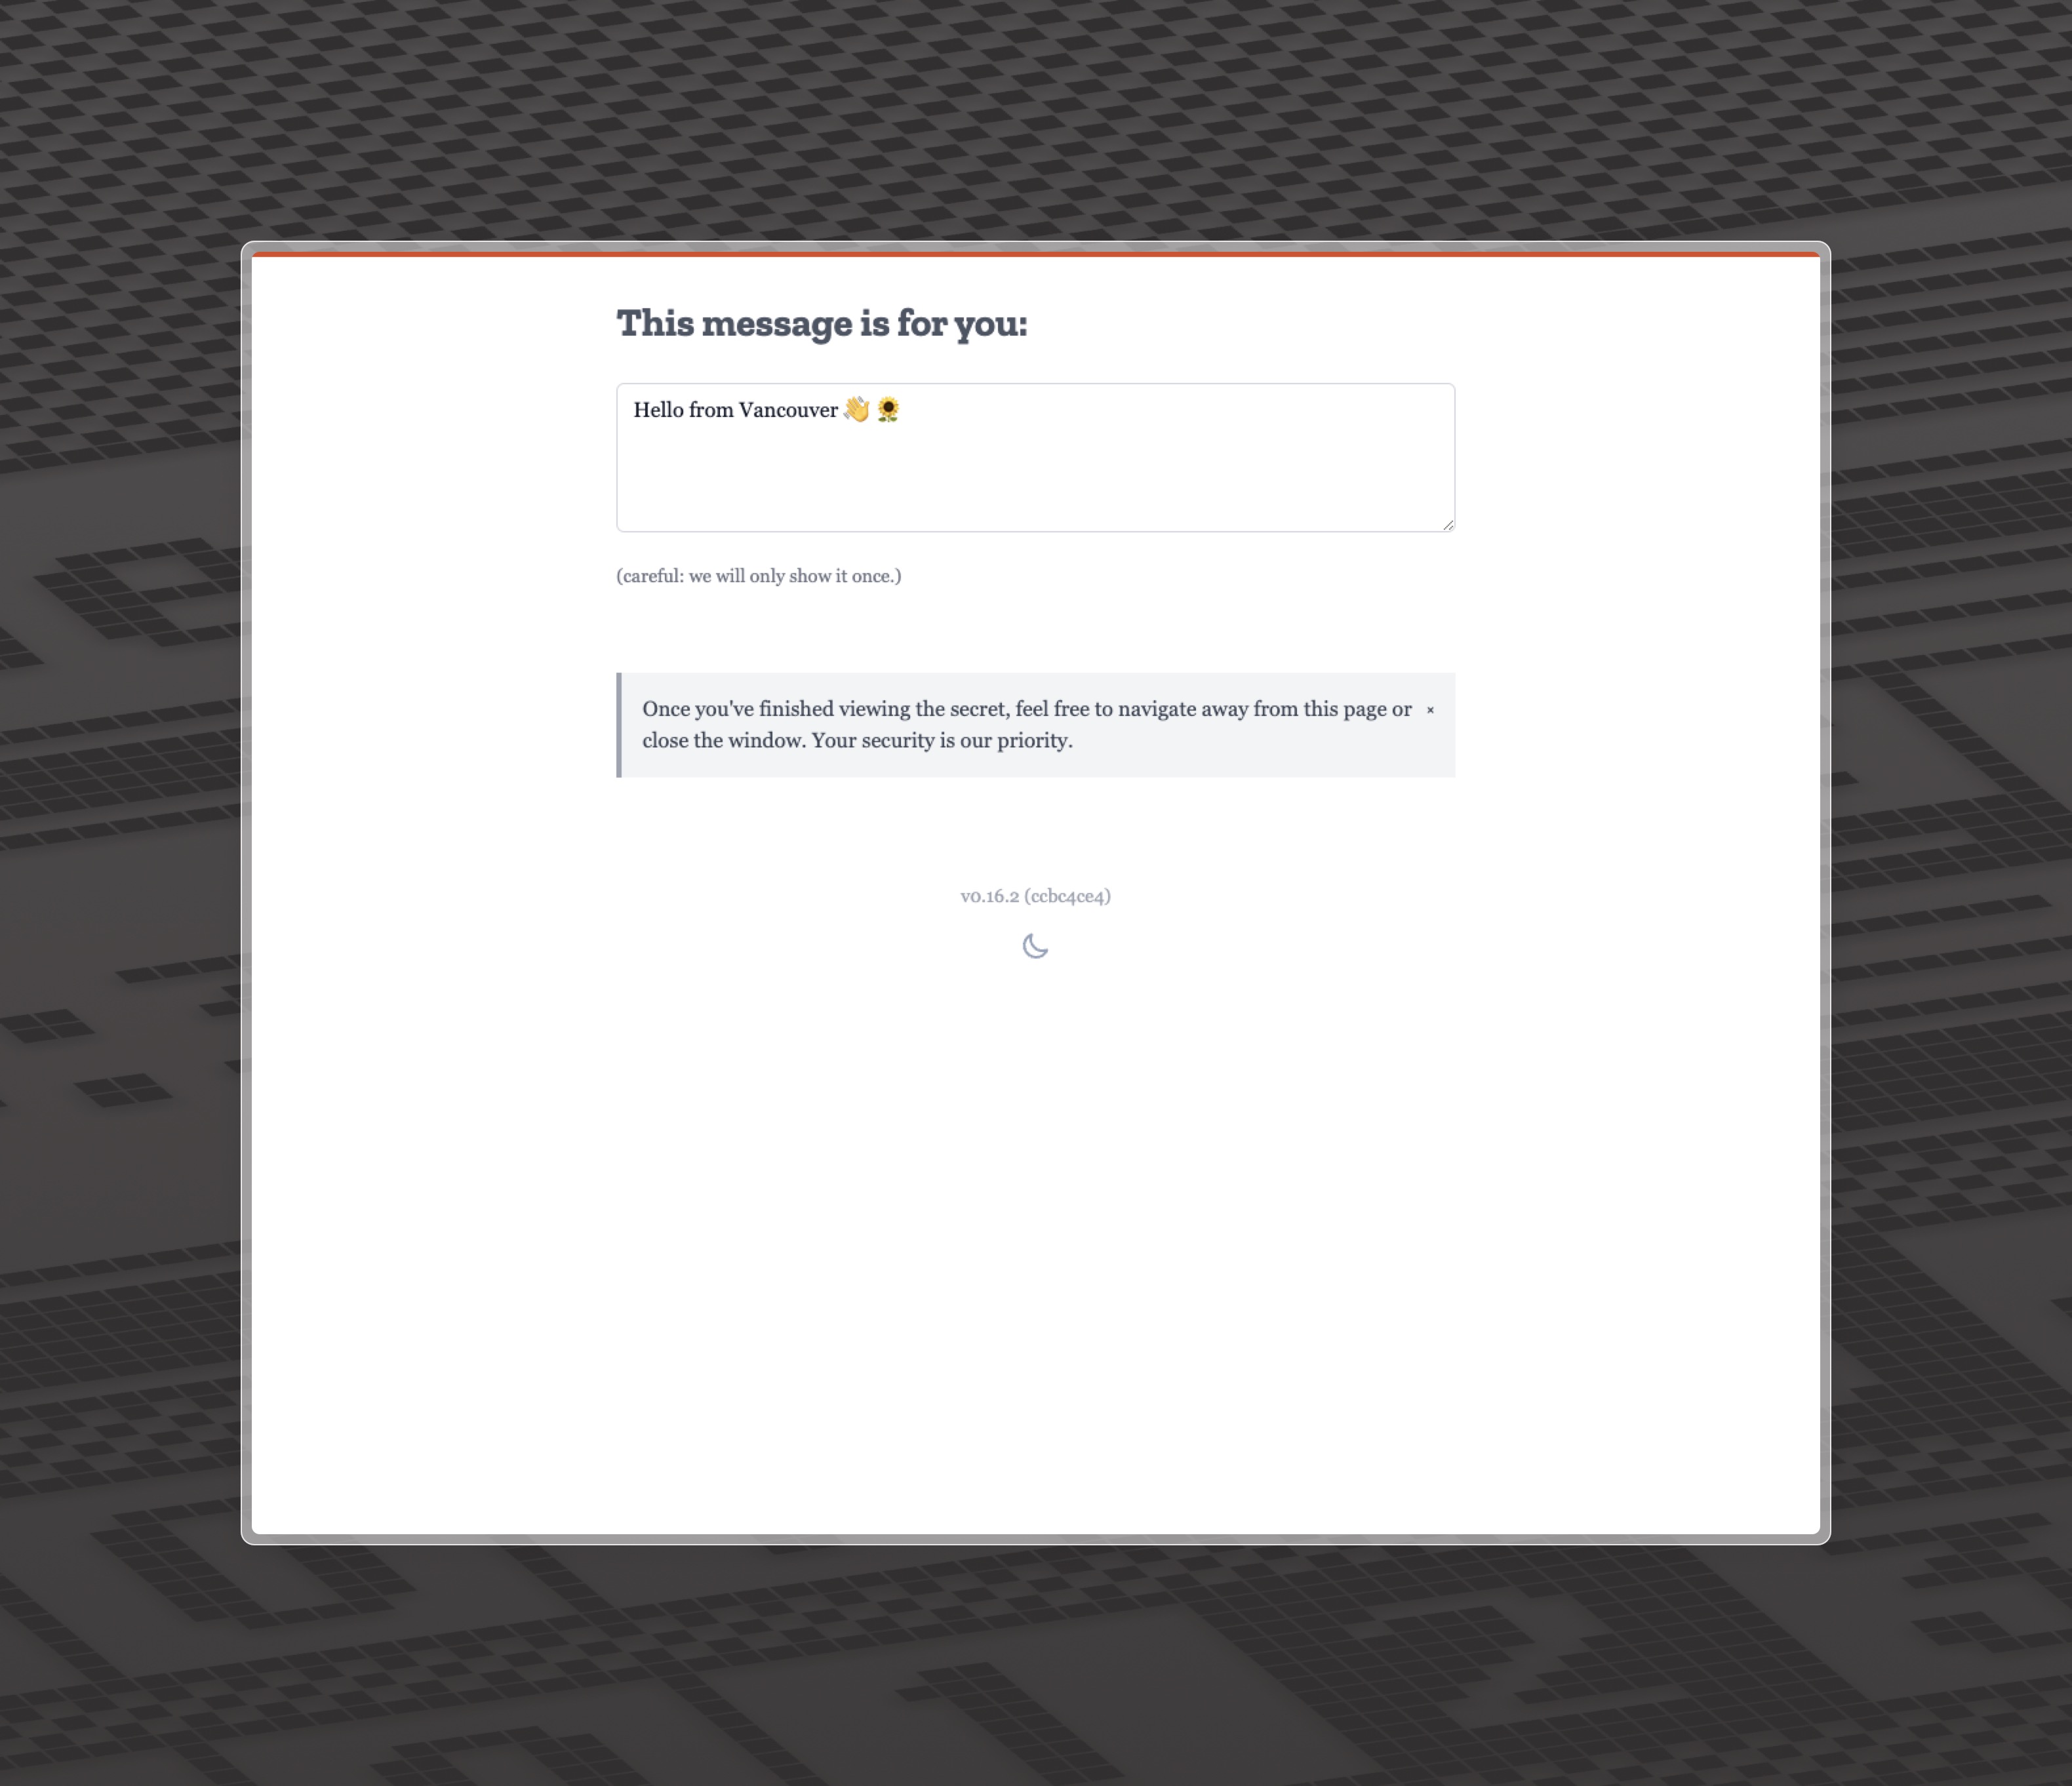 This message is for you:
Hello from Vancouver 👋 🌻
(careful: we will only show it once.)
Once you've finished viewing the secret, feel free to navigate away from this page or ×
close the window. Your security is our priority.
v0.16.2 (ccbc4ce4)